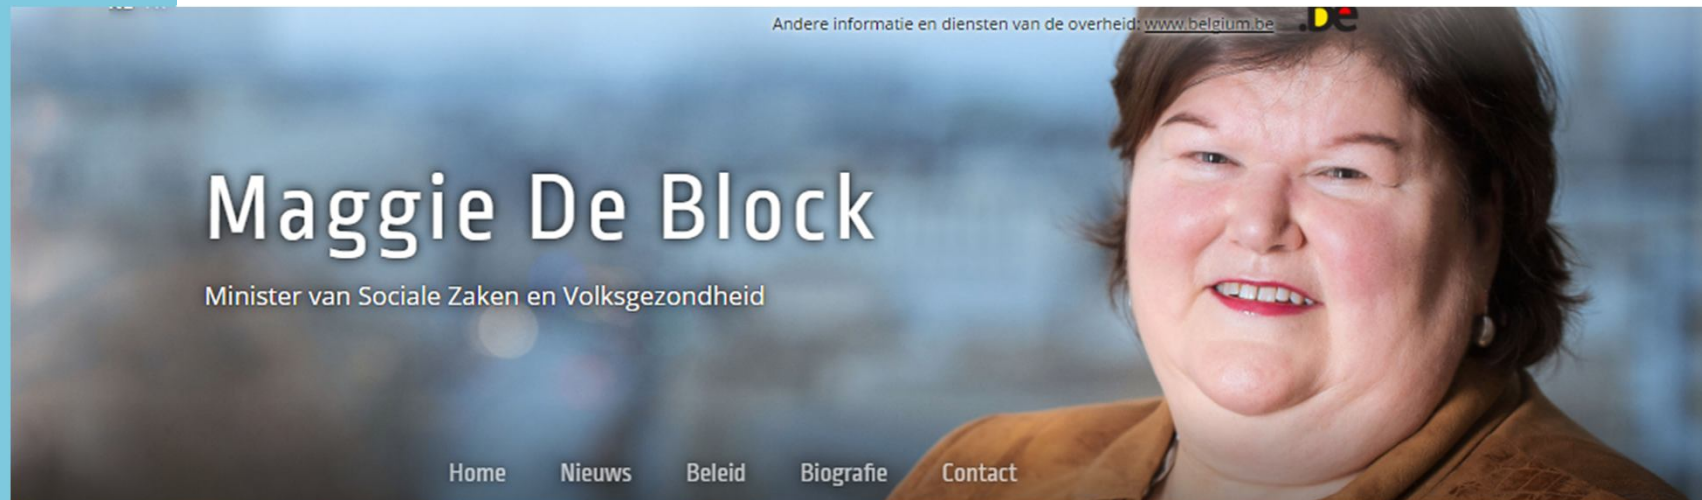 Andere informatie en diensten van de overheid: www.belgium.be .be
Maggie De Block
Minister van Sociale Zaken en Volksgezondheid
Home Nieuws Beleid Biografie Contact